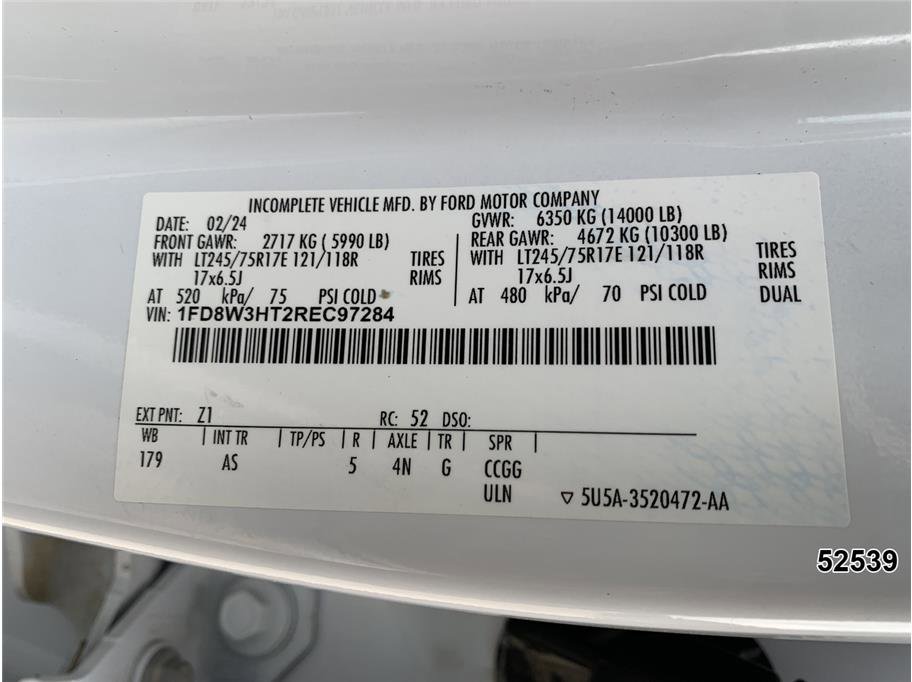 INCOMPLETE VEHICLE MFD. BY FORD MOTOR COMPANY
DATE: 02/24 GVWR: 6350 KG (14000 LB)
FRONT GAWR: 2717 KG ( 5990 LB) REAR GAWR: 4672 KG (10300 LB)
WITH LT245/75R17E 121/118R TIRES WITH LT245/75R17E 121/118R TIRES
17x6.5J RIMS 17x6.5J RIMS
AT 520 kPa/ 75 PSI COLD AT 480 kPa/ 70 PSI COLD DUAL
VIN: 1FD8W3HT2REC97284
EXT PNT: Z1 RC: 52 DSO:
WB | INT TR | TP/PS | R | AXLE | TR | SPR |
179 AS 5 4N G CCGG
ULN ▽ 5U5A-3520472-AA
52539